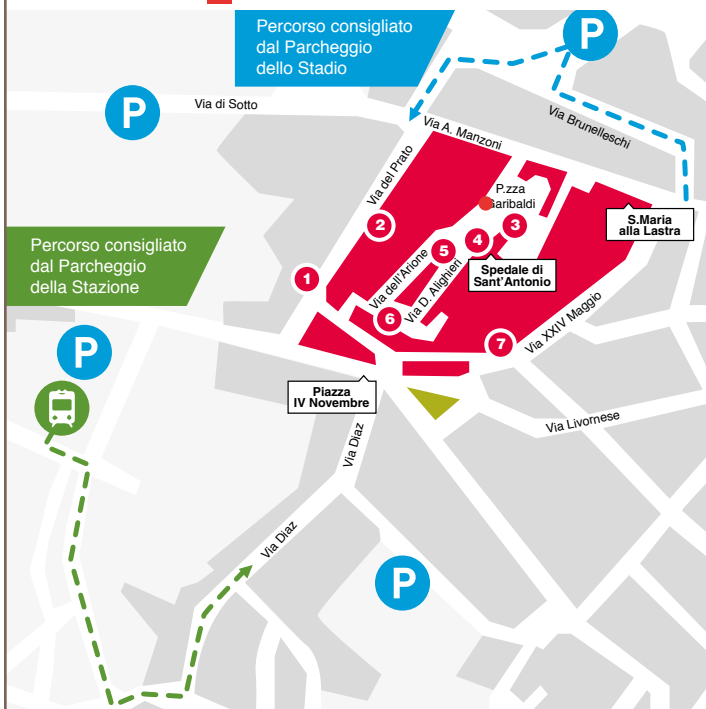 Percorso consigliato
dal Parcheggio
dello Stadio
P
P
Via di Sotto
Via A. Manzoni
Via Brunelleschi
Via del Prato
P.zza
Garibaldi
S.Maria
alla Lastra
2
3
4
5
Percorso consigliato
dal Parcheggio
della Stazione
Via dell'Arione
Spedale di
Sant'Antonio
1
Via D. Alighieri
6
Via XXIV Maggio
7
P
Piazza
IV Novembre
Via Livornese
Via Diaz
Via Diaz
P